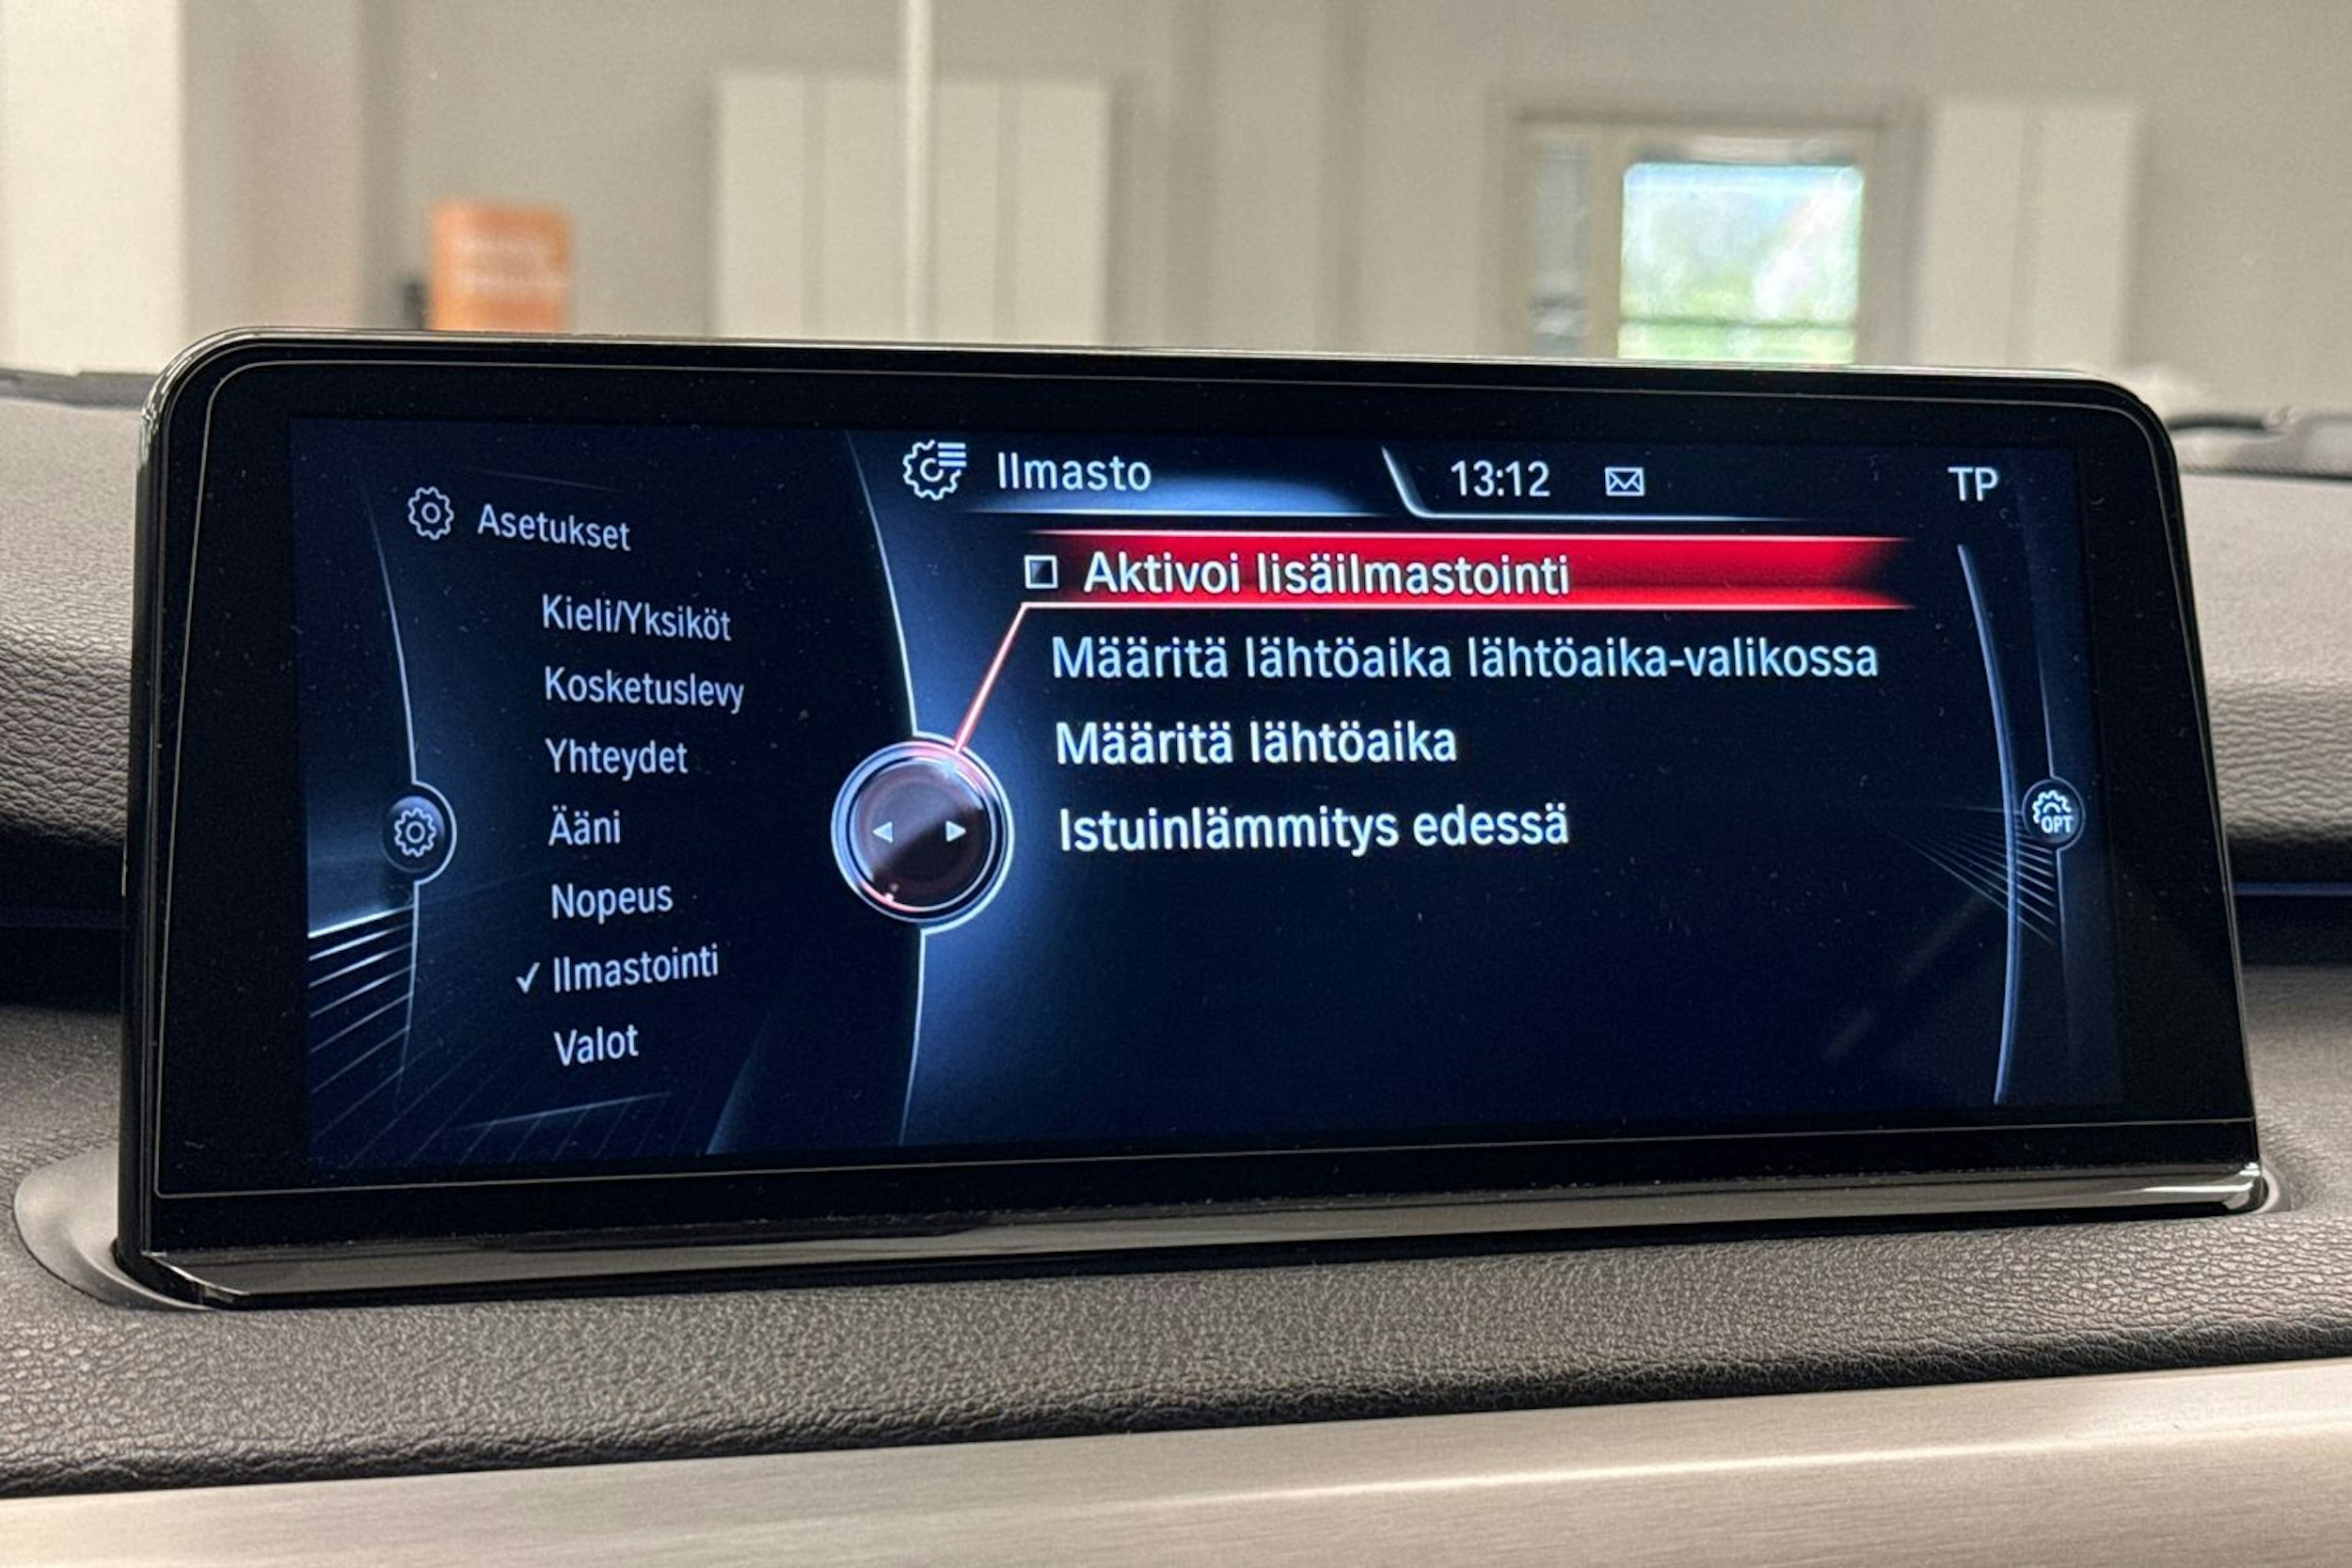 Asetukset
Kieli/Yksiköt
Kosketuslevy
Yhteydet
Ääni
Nopeus
✓ Ilmastointi
Valot
Ilmasto
13:12
TP
Aktivoi lisäilmastointi
Määritä lähtöaika lähtöaika-valikossa
Määritä lähtöaika
Istuinlämmitys edessä
OPT